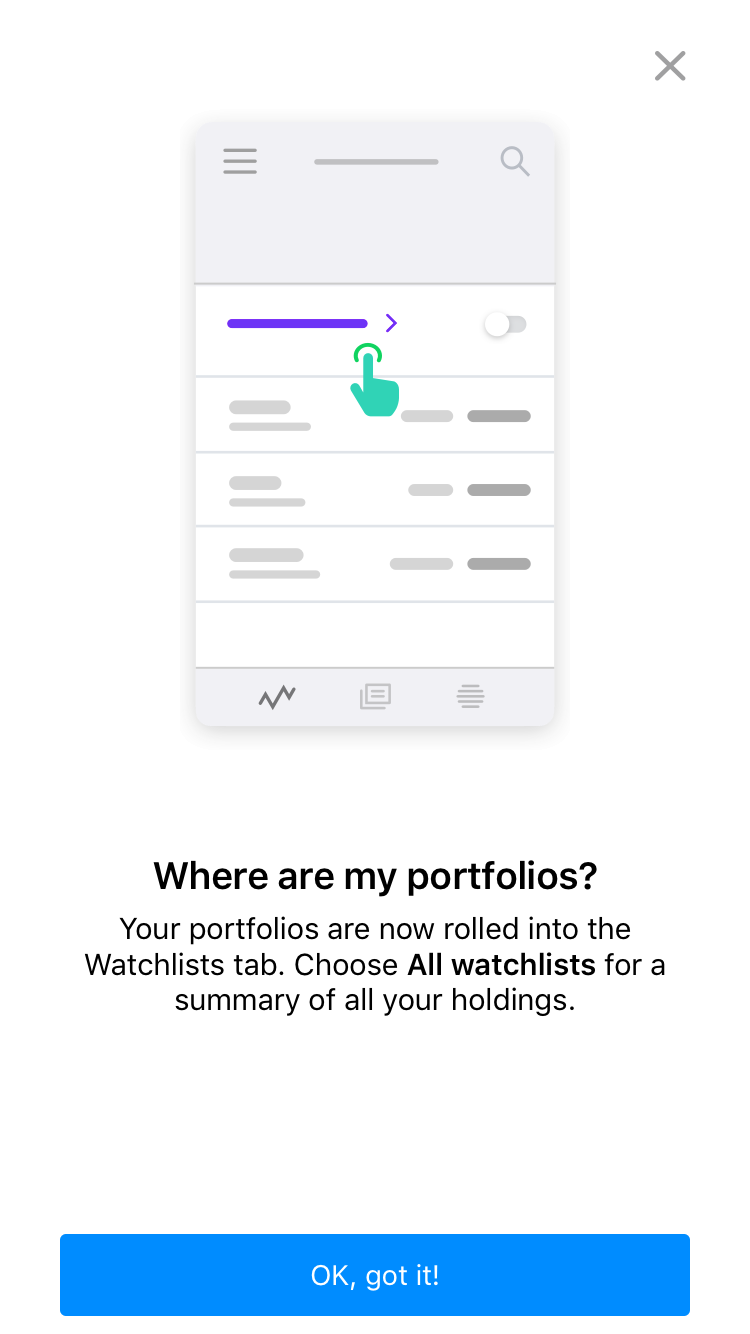 Where are my portfolios?
Your portfolios are now rolled into the
Watchlists tab. Choose All watchlists for a
summary of all your holdings.
OK, got it!